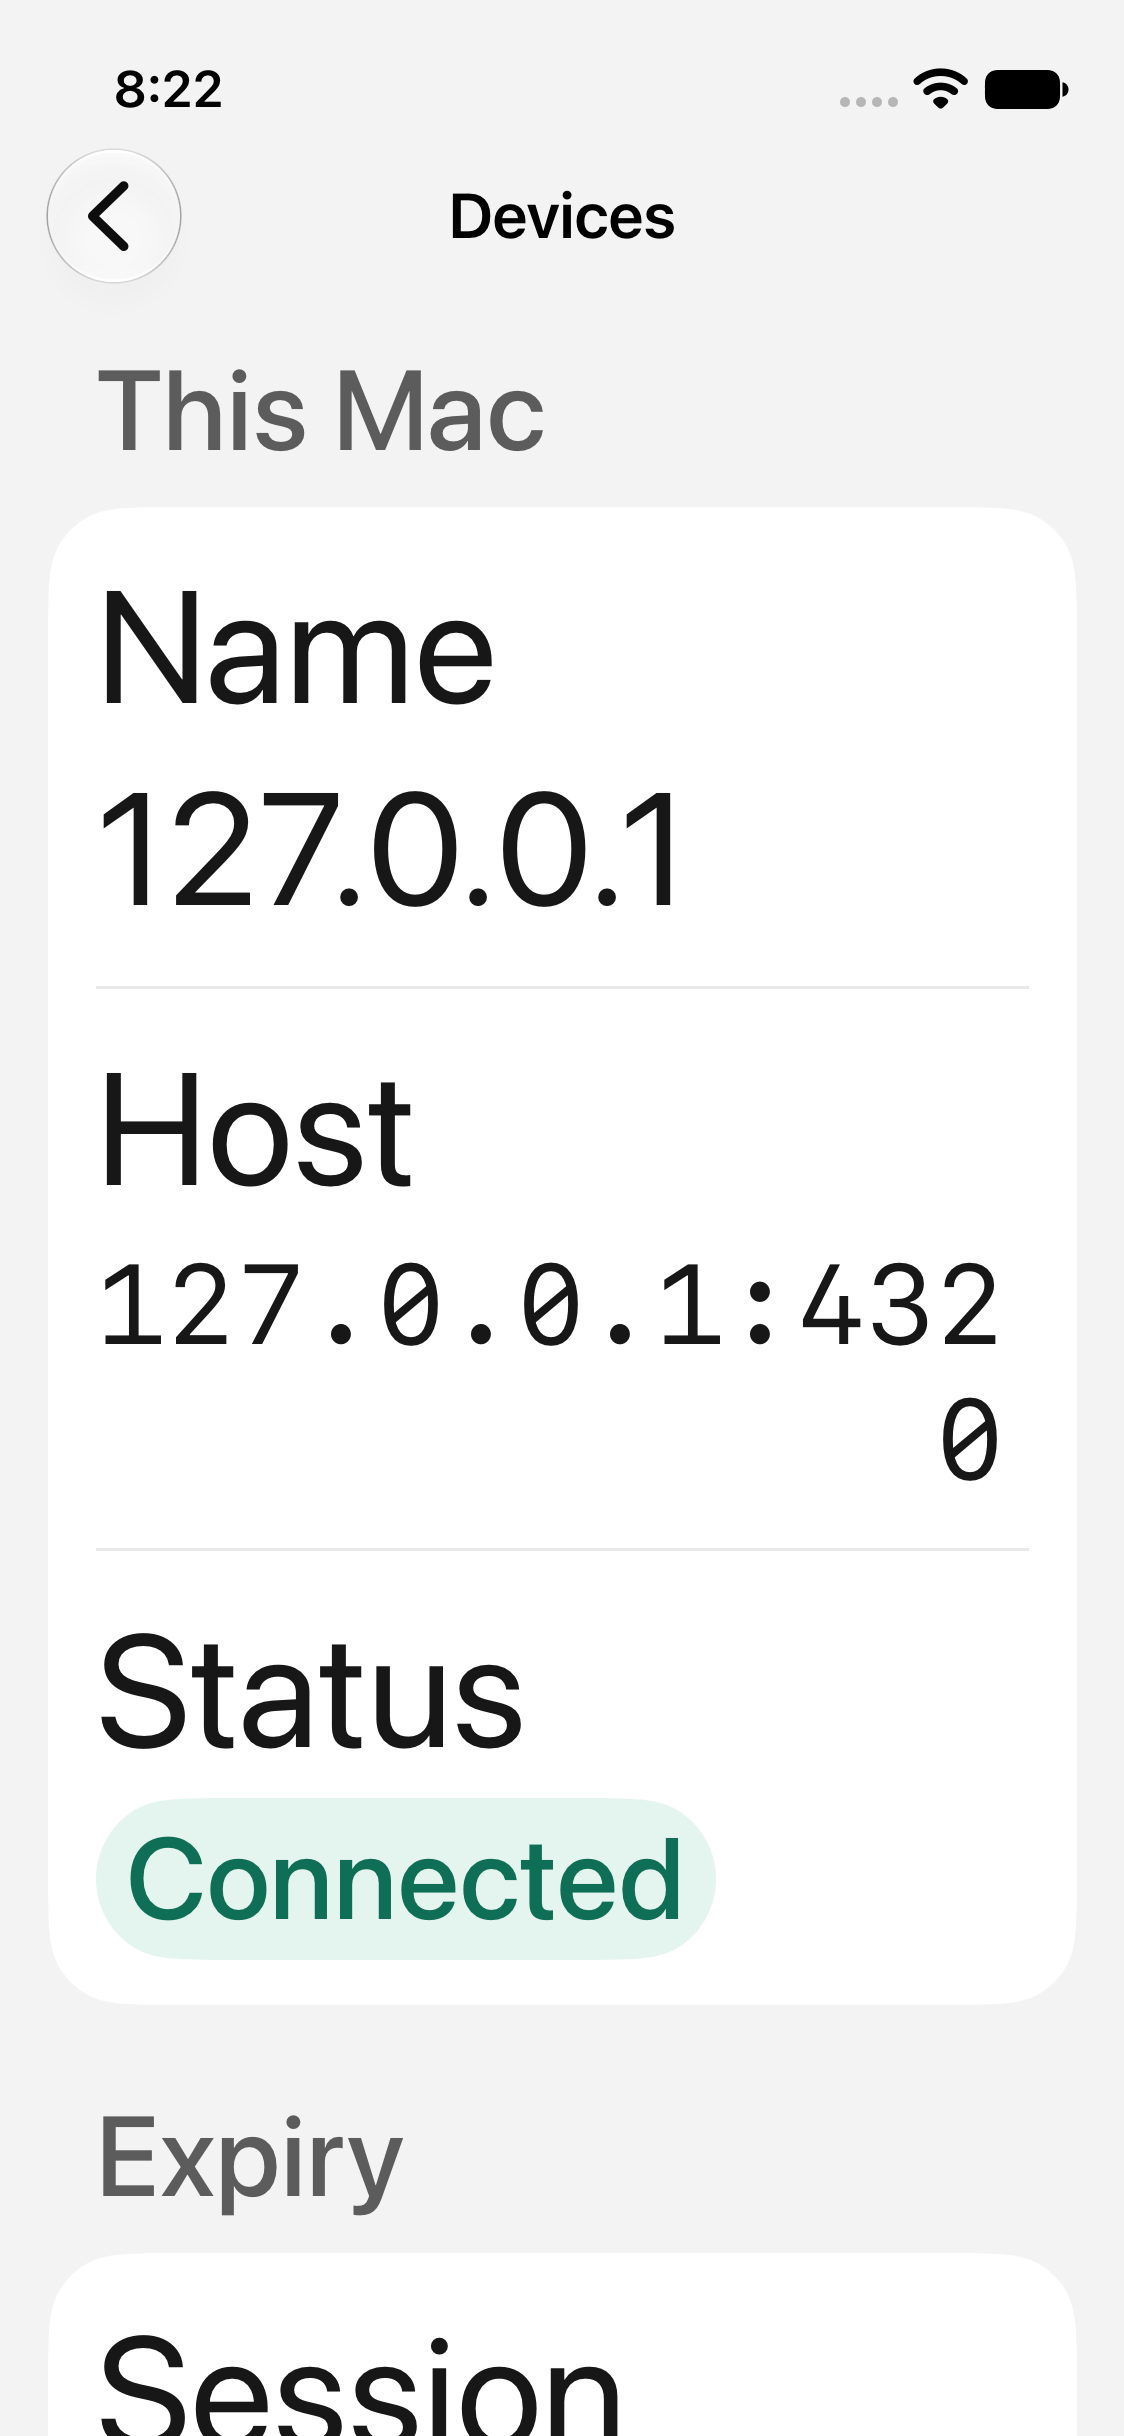 8:22
Devices
This Mac
Name
127.0.0.1
Host
127.0.0.1:432
0
Status
Connected
Expiry
Session